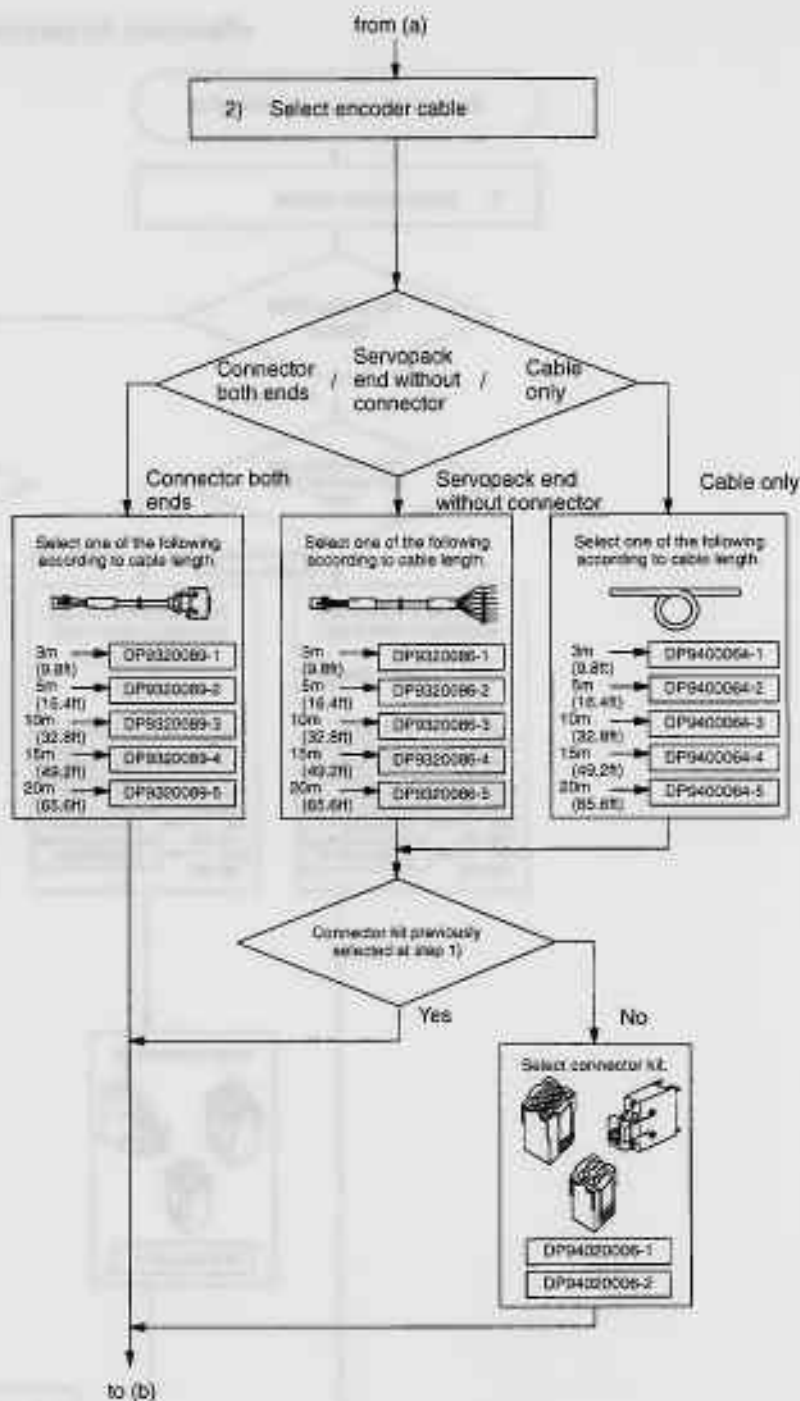 from (a)
2) Select encoder cable
Connector both ends / Servopack end without connector / Cable only
Connector both ends
Servopack end without connector
Cable only
Select one of the following
according to cable length.
3m
(9.8ft)
DP9320089-1
5m
(16.4ft)
DP9320089-2
10m
(32.8ft)
DP9320089-3
15m
(49.2ft)
DP9320089-4
20m
(65.6ft)
DP9320089-5
Select one of the following
according to cable length.
3m
(9.8ft)
DP9320086-1
5m
(16.4ft)
DP9320086-2
10m
(32.8ft)
DP9320086-3
15m
(49.2ft)
DP9320086-4
20m
(65.6ft)
DP9320086-5
Select one of the following
according to cable length.
3m
(9.8ft)
DP9400064-1
5m
(16.4ft)
DP9400064-2
10m
(32.8ft)
DP9400064-3
15m
(49.2ft)
DP9400064-4
20m
(65.6ft)
DP9400064-5
Connector kit previously
selected at step 1)
Yes
No
Select connector kit.
DP94020006-1
DP94020006-2
to (b)